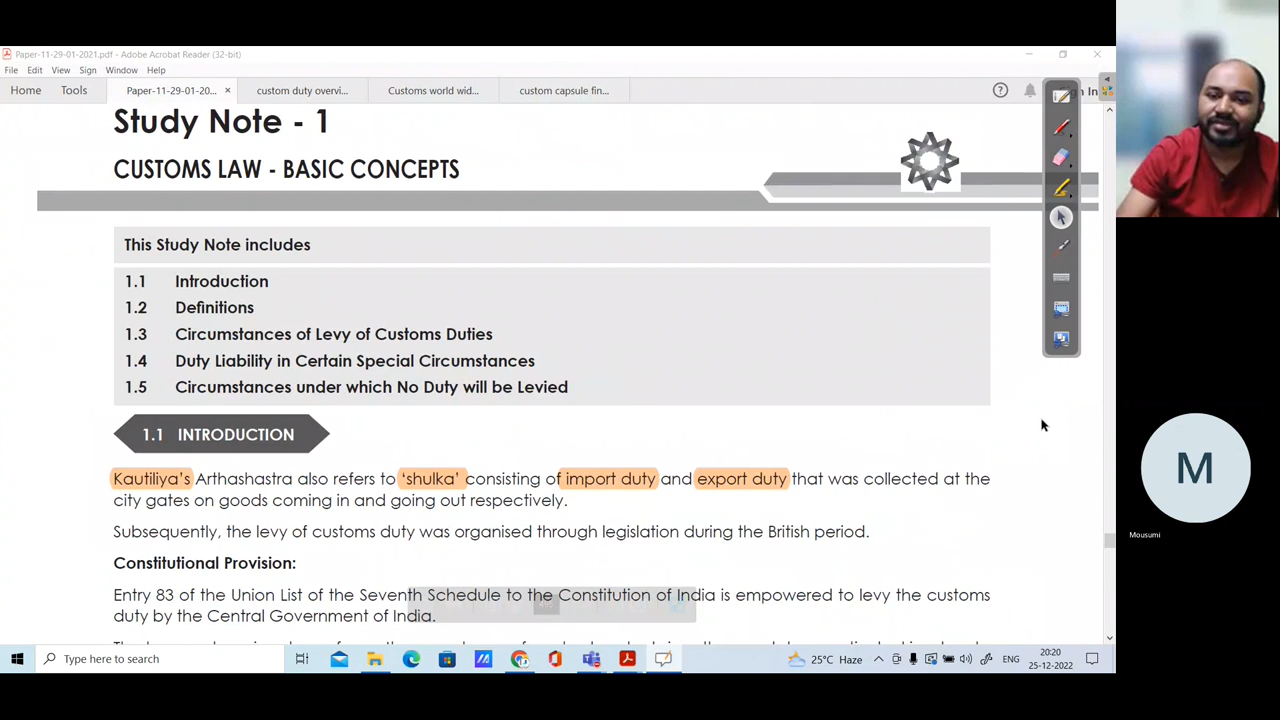 Paper-11-29-01-2021.pdf - Adobe Acrobat Reader (32-bit)
File Edit View Sign Window Help
Home Tools Paper-11-29-01-20... × custom duty overvi... Customs world wid... custom capsule fin... Sign In
Study Note - 1
CUSTOMS LAW - BASIC CONCEPTS
This Study Note includes
1.1 Introduction
1.2 Definitions
1.3 Circumstances of Levy of Customs Duties
1.4 Duty Liability in Certain Special Circumstances
1.5 Circumstances under which No Duty will be Levied
1.1 INTRODUCTION
Kautiliya's Arthashastra also refers to 'shulka' consisting of import duty and export duty that was collected at the
city gates on goods coming in and going out respectively.
Subsequently, the levy of customs duty was organised through legislation during the British period.
Constitutional Provision:
Entry 83 of the Union List of the Seventh Schedule to the Constitution of India is empowered to levy the customs
duty by the Central Government of India.
M
Mousumi
Type here to search
25°C Haze
ENG
20:20
25-12-2022